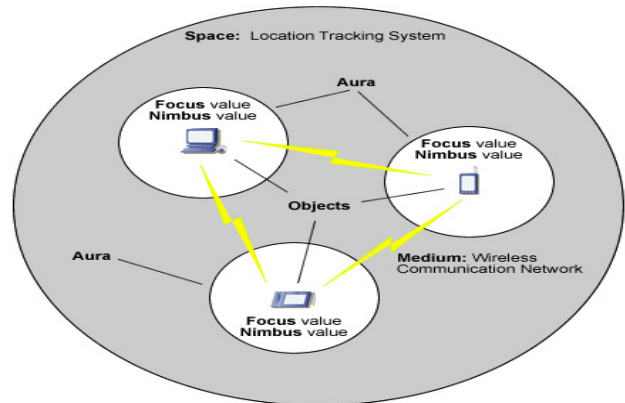 Space: Location Tracking System
Aura
Focus value
Nimbus value
Focus value
Nimbus value
Objects
Aura
Medium: Wireless
Communication Network
Focus value
Nimbus value